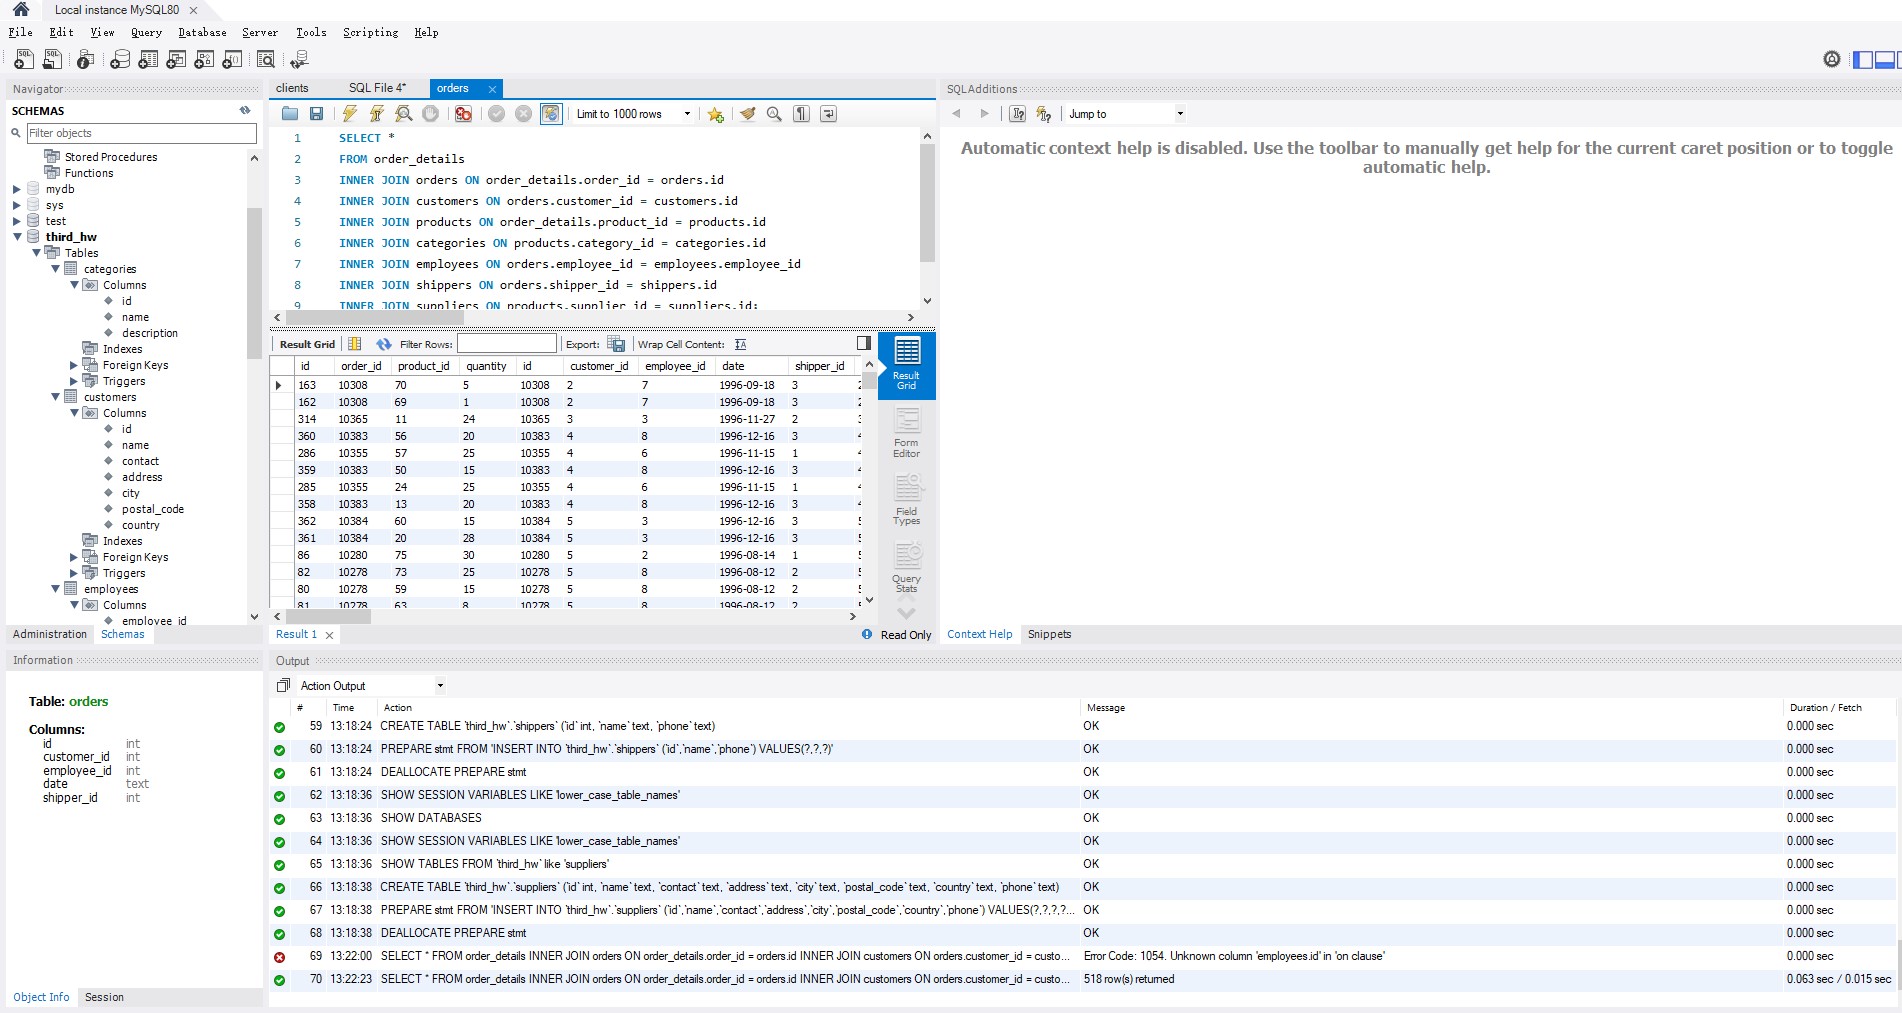 Local instance MySQL80
File Edit View Query Database Server Tools Scripting Help
Navigator
SCHEMAS
Filter objects
Stored Procedures
Functions
mydb
sys
test
third_hw
Tables
categories
Columns
id
name
description
Indexes
Foreign Keys
Triggers
customers
Columns
id
name
contact
address
city
postal_code
country
Indexes
Foreign Keys
Triggers
employees
Columns
employee_id
Administration Schemas
Information
Table: orders
Columns:
id int
customer_id int
employee_id int
date text
shipper_id int
Object Info Session
clients SQL File 4* orders
Limit to 1000 rows
1 SELECT *
2 FROM order_details
3 INNER JOIN orders ON order_details.order_id = orders.id
4 INNER JOIN customers ON orders.customer_id = customers.id
5 INNER JOIN products ON order_details.product_id = products.id
6 INNER JOIN categories ON products.category_id = categories.id
7 INNER JOIN employees ON orders.employee_id = employees.employee_id
8 INNER JOIN shippers ON orders.shipper_id = shippers.id
9 INNER JOIN suppliers ON products.supplier_id = suppliers.id;
Result Grid Filter Rows: Export: Wrap Cell Content:
id order_id product_id quantity id customer_id employee_id date shipper_id
163 10308 70 5 10308 2 7 1996-09-18 3
162 10308 69 1 10308 2 7 1996-09-18 3
314 10365 11 24 10365 3 3 1996-11-27 2
360 10383 56 20 10383 4 8 1996-12-16 3
286 10355 57 25 10355 4 6 1996-11-15 1
359 10383 50 15 10383 4 8 1996-12-16 3
285 10355 24 25 10355 4 6 1996-11-15 1
358 10383 13 20 10383 4 8 1996-12-16 3
362 10384 60 15 10384 5 3 1996-12-16 3
361 10384 20 28 10384 5 3 1996-12-16 3
86 10280 75 30 10280 5 2 1996-08-14 1
82 10278 73 25 10278 5 8 1996-08-12 2
80 10278 59 15 10278 5 8 1996-08-12 2
81 10278 63 8 10278 5 8 1996-08-12 2
Result
Grid
Form
Editor
Field
Types
Query
Stats
Result 1 Read Only
SQLAdditions
Jump to
Automatic context help is disabled. Use the toolbar to manually get help for the current caret position or to toggle
automatic help.
Context Help Snippets
Output
Action Output
# Time Action Message Duration / Fetch
59 13:18:24 CREATE TABLE `third_hw`.`shippers` (`id` int, `name` text, `phone` text) OK 0.000 sec
60 13:18:24 PREPARE stmt FROM 'INSERT INTO `third_hw`.`shippers` (`id`,`name`,`phone`) VALUES(?,?,?)' OK 0.000 sec
61 13:18:24 DEALLOCATE PREPARE stmt OK 0.000 sec
62 13:18:36 SHOW SESSION VARIABLES LIKE 'lower_case_table_names' OK 0.000 sec
63 13:18:36 SHOW DATABASES OK 0.000 sec
64 13:18:36 SHOW SESSION VARIABLES LIKE 'lower_case_table_names' OK 0.000 sec
65 13:18:36 SHOW TABLES FROM `third_hw` like 'suppliers' OK 0.000 sec
66 13:18:38 CREATE TABLE `third_hw`.`suppliers` (`id` int, `name` text, `contact` text, `address` text, `city` text, `postal_code` text, `country` text, `phone` text) OK 0.000 sec
67 13:18:38 PREPARE stmt FROM 'INSERT INTO `third_hw`.`suppliers` (`id`,`name`,`contact`,`address`,`city`,`postal_code`,`country`,`phone`) VALUES(?,?,?,?... OK 0.000 sec
68 13:18:38 DEALLOCATE PREPARE stmt OK 0.000 sec
69 13:22:00 SELECT * FROM order_details INNER JOIN orders ON order_details.order_id = orders.id INNER JOIN customers ON orders.customer_id = custo... Error Code: 1054. Unknown column 'employees.id' in 'on clause' 0.000 sec
70 13:22:23 SELECT * FROM order_details INNER JOIN orders ON order_details.order_id = orders.id INNER JOIN customers ON orders.customer_id = custo... 518 row(s) returned 0.063 sec / 0.015 sec